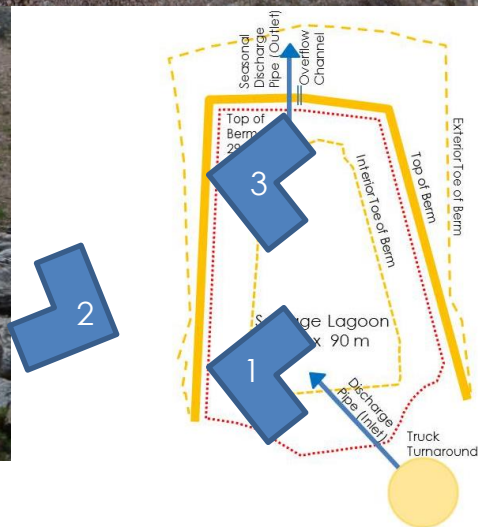 Seasonal
Discharge
Pipe (Outlet)
Overflow
Channel
Top of
Berm
3
Interior Toe of Berm
Top of Berm
Exterior Toe of Berm
2
Lagoon
x 90 m
1
Discharge
Pipe (Inlet)
Truck
Turnaround